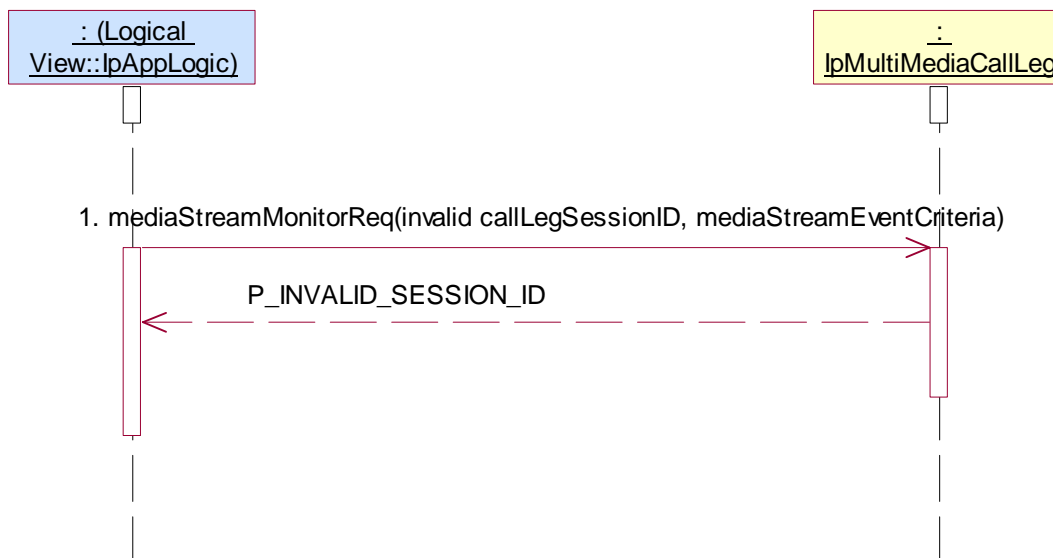 : (Logical
View::IpAppLogic)
:
IpMultiMediaCallLeg
1. mediaStreamMonitorReq(invalid callLegSessionID, mediaStreamEventCriteria)
P_INVALID_SESSION_ID